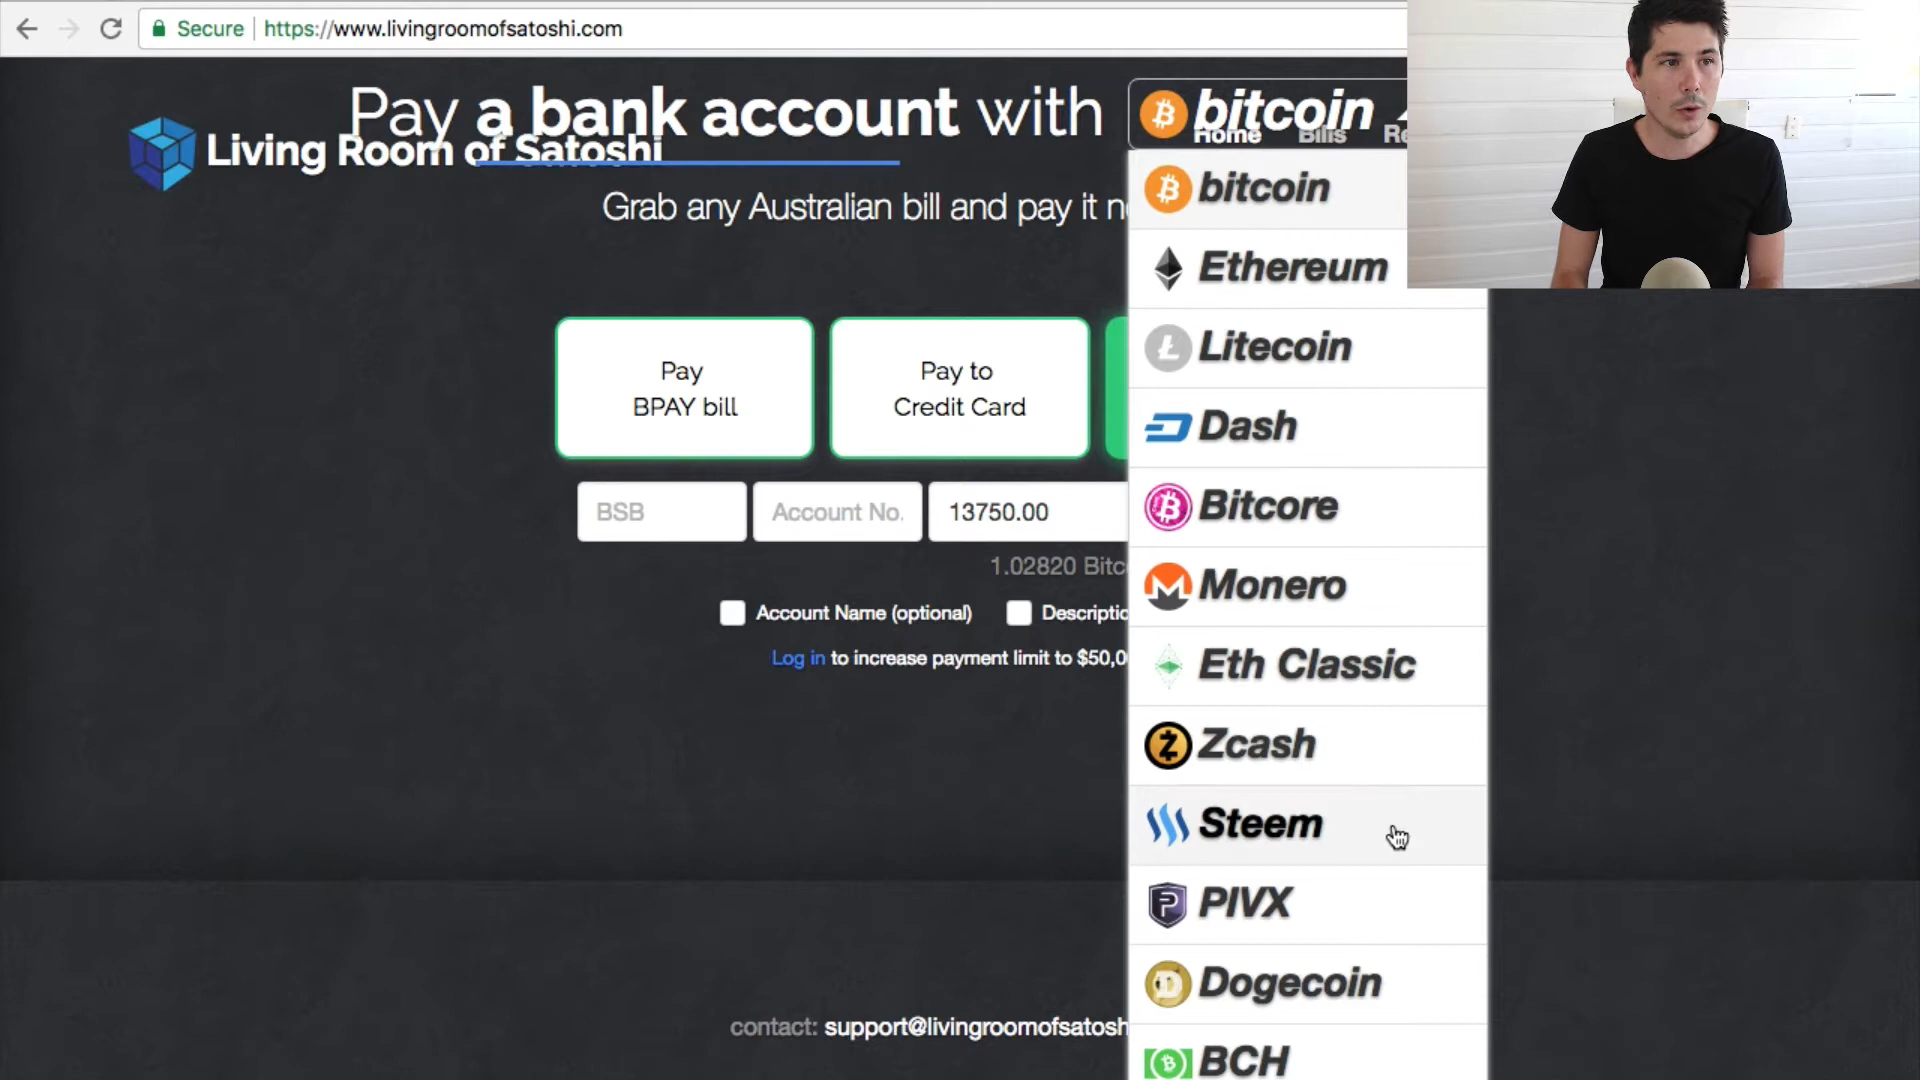 Secure https://www.livingroomofsatoshi.com
Pay a bank account with bitcoin
Living Room of Satoshi
Home Bills
Grab any Australian bill and pay it
bitcoin
Ethereum
Litecoin
Pay
BPAY bill
Pay to
Credit Card
Dash
Bitcore
BSB
Account No.
13750.00
1.02820 Bitc
Monero
Account Name (optional)
Descriptio
Log in to increase payment limit to $50,0
Eth Classic
Zcash
Steem
PIVX
Dogecoin
contact: support@livingroomofsatosh
BCH